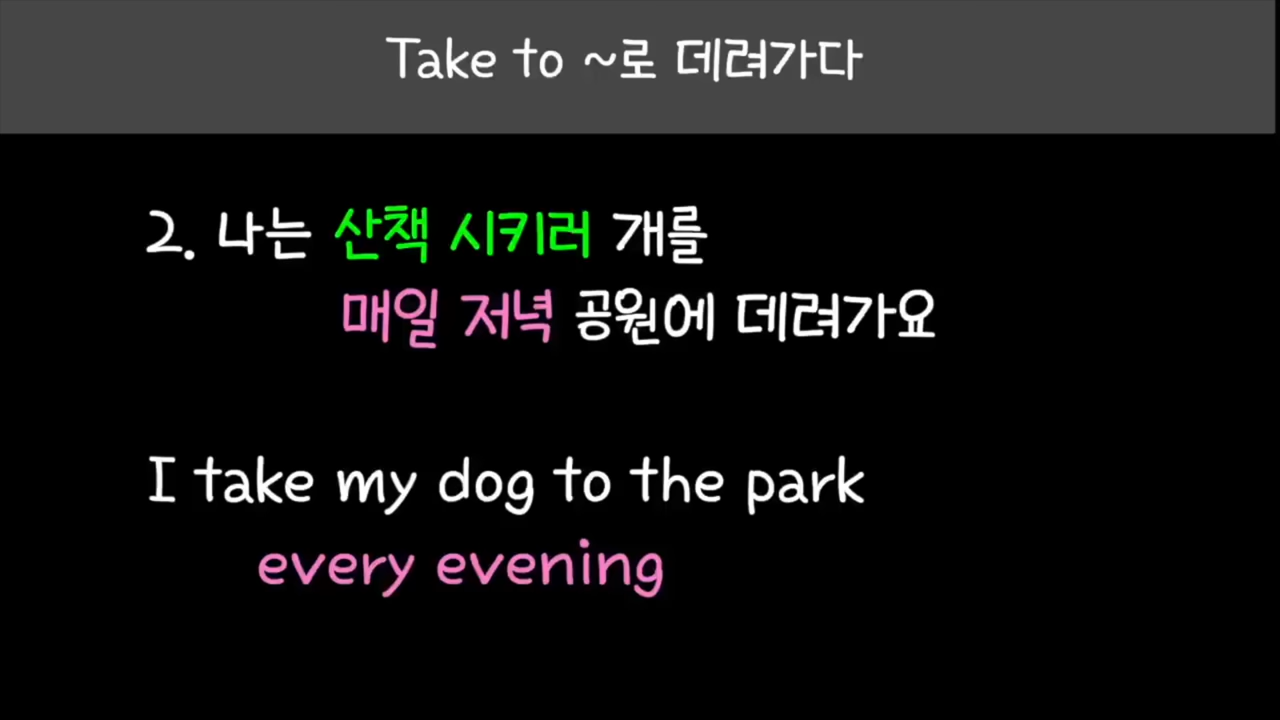 Take to ~로 데려가다
2. 나는 산책 시키러 개를
매일 저녁 공원에 데려가요
I take my dog to the park
every evening